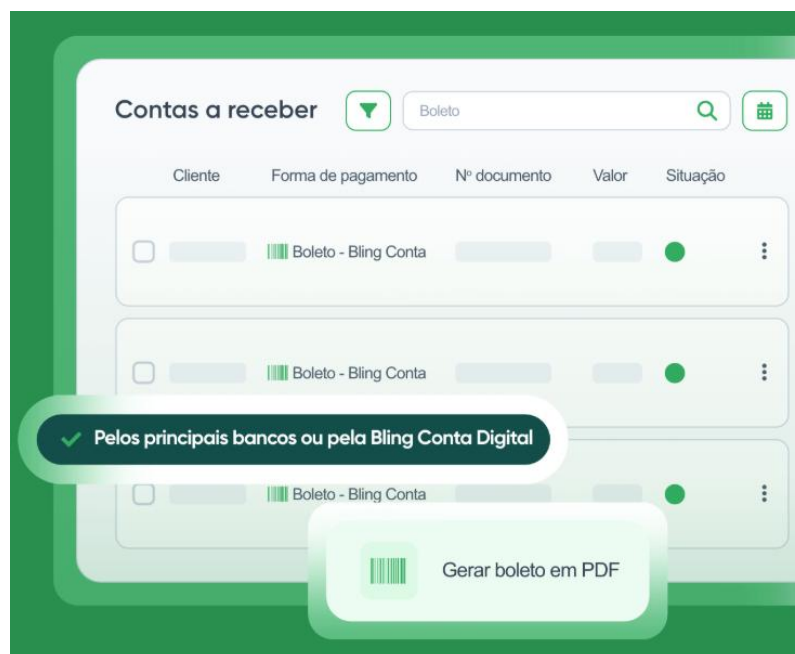 Contas a receber
Boleto
Cliente Forma de pagamento Nº documento Valor Situação
Boleto - Bling Conta
Boleto - Bling Conta
Pelos principais bancos ou pela Bling Conta Digital
Boleto - Bling Conta
Gerar boleto em PDF